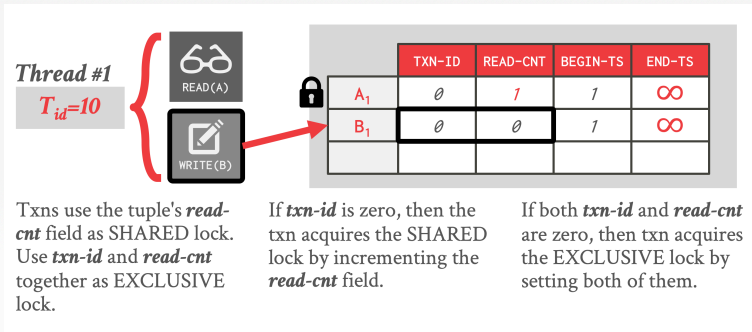 Thread #1
T_id=10
READ(A)
WRITE(B)
TXN-ID READ-CNT BEGIN-TS END-TS
A₁ 0 1 1 ∞
B₁ 0 0 1 ∞
Txns use the tuple's read-
cnt field as SHARED lock.
Use txn-id and read-cnt
together as EXCLUSIVE
lock.
If txn-id is zero, then the
txn acquires the SHARED
lock by incrementing the
read-cnt field.
If both txn-id and read-cnt
are zero, then txn acquires
the EXCLUSIVE lock by
setting both of them.